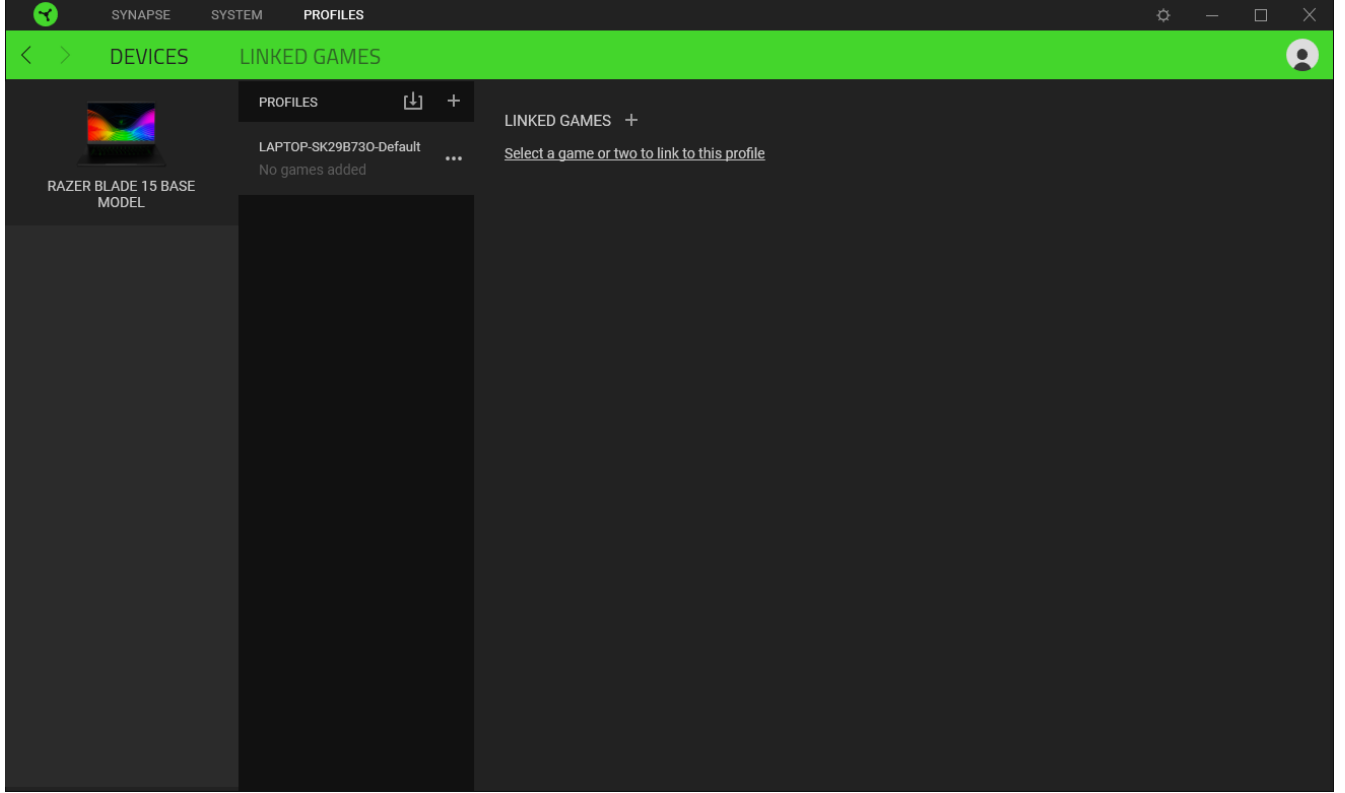 SYNAPSE SYSTEM PROFILES
DEVICES LINKED GAMES
RAZER BLADE 15 BASE
MODEL
PROFILES
LAPTOP-SK29B73O-Default
No games added
LINKED GAMES
Select a game or two to link to this profile